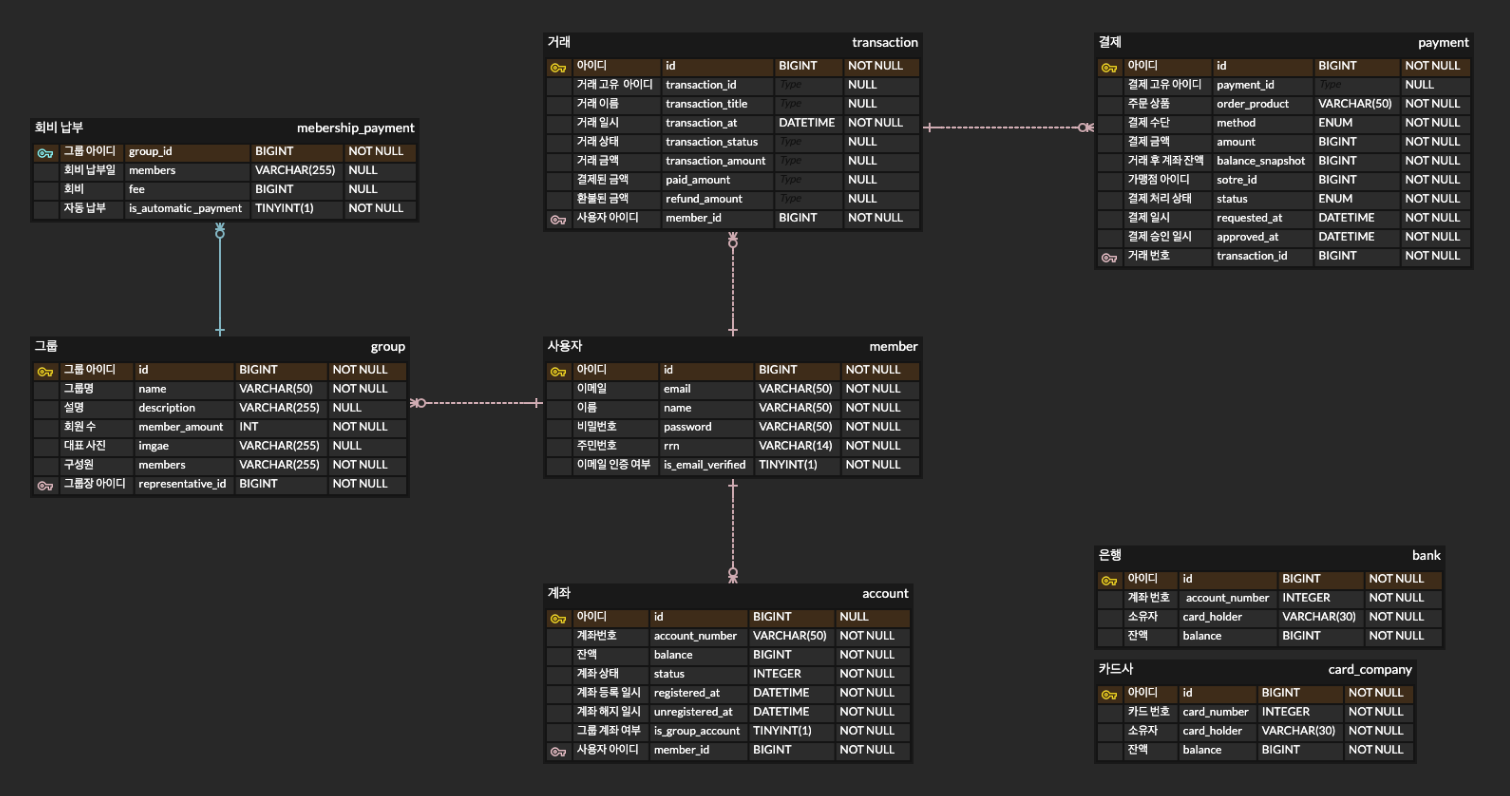 거래 transaction
아이디 id BIGINT NOT NULL
거래 고유 아이디 transaction_id Type NULL
거래 이름 transaction_title Type NULL
거래 일시 transaction_at DATETIME NOT NULL
거래 상태 transaction_status Type NULL
거래 금액 transaction_amount Type NULL
결제된 금액 paid_amount Type NULL
환불된 금액 refund_amount Type NULL
사용자 아이디 member_id BIGINT NOT NULL
결제 payment
아이디 id BIGINT NOT NULL
결제 고유 아이디 payment_id Type NULL
주문 상품 order_product VARCHAR(50) NOT NULL
결제 수단 method ENUM NOT NULL
결제 금액 amount BIGINT NOT NULL
거래 후 계좌 잔액 balance_snapshot BIGINT NOT NULL
가맹점 아이디 sotre_id BIGINT NOT NULL
결제 처리 상태 status ENUM NOT NULL
결제 일시 requested_at DATETIME NOT NULL
결제 승인 일시 approved_at DATETIME NOT NULL
거래 번호 transaction_id BIGINT NOT NULL
회비 납부 mebership_payment
그룹 아이디 group_id BIGINT NOT NULL
회비 납부일 members VARCHAR(255) NULL
회비 fee BIGINT NULL
자동 납부 is_automatic_payment TINYINT(1) NOT NULL
그룹 group
그룹 아이디 id BIGINT NOT NULL
그룹명 name VARCHAR(50) NOT NULL
설명 description VARCHAR(255) NULL
회원 수 member_amount INT NOT NULL
대표 사진 imgae VARCHAR(255) NULL
구성원 members VARCHAR(255) NOT NULL
그룹장 아이디 representative_id BIGINT NOT NULL
사용자 member
아이디 id BIGINT NOT NULL
이메일 email VARCHAR(50) NOT NULL
이름 name VARCHAR(50) NOT NULL
비밀번호 password VARCHAR(50) NOT NULL
주민번호 rrn VARCHAR(14) NOT NULL
이메일 인증 여부 is_email_verified TINYINT(1) NOT NULL
계좌 account
아이디 id BIGINT NULL
계좌번호 account_number VARCHAR(50) NOT NULL
잔액 balance BIGINT NOT NULL
계좌 상태 status INTEGER NOT NULL
계좌 등록 일시 registered_at DATETIME NOT NULL
계좌 해지 일시 unregistered_at DATETIME NOT NULL
그룹 계좌 여부 is_group_account TINYINT(1) NOT NULL
사용자 아이디 member_id BIGINT NOT NULL
은행 bank
아이디 id BIGINT NOT NULL
계좌 번호 account_number INTEGER NOT NULL
소유자 card_holder VARCHAR(30) NOT NULL
잔액 balance BIGINT NOT NULL
카드사 card_company
아이디 id BIGINT NOT NULL
카드 번호 card_number INTEGER NOT NULL
소유자 card_holder VARCHAR(30) NOT NULL
잔액 balance BIGINT NOT NULL